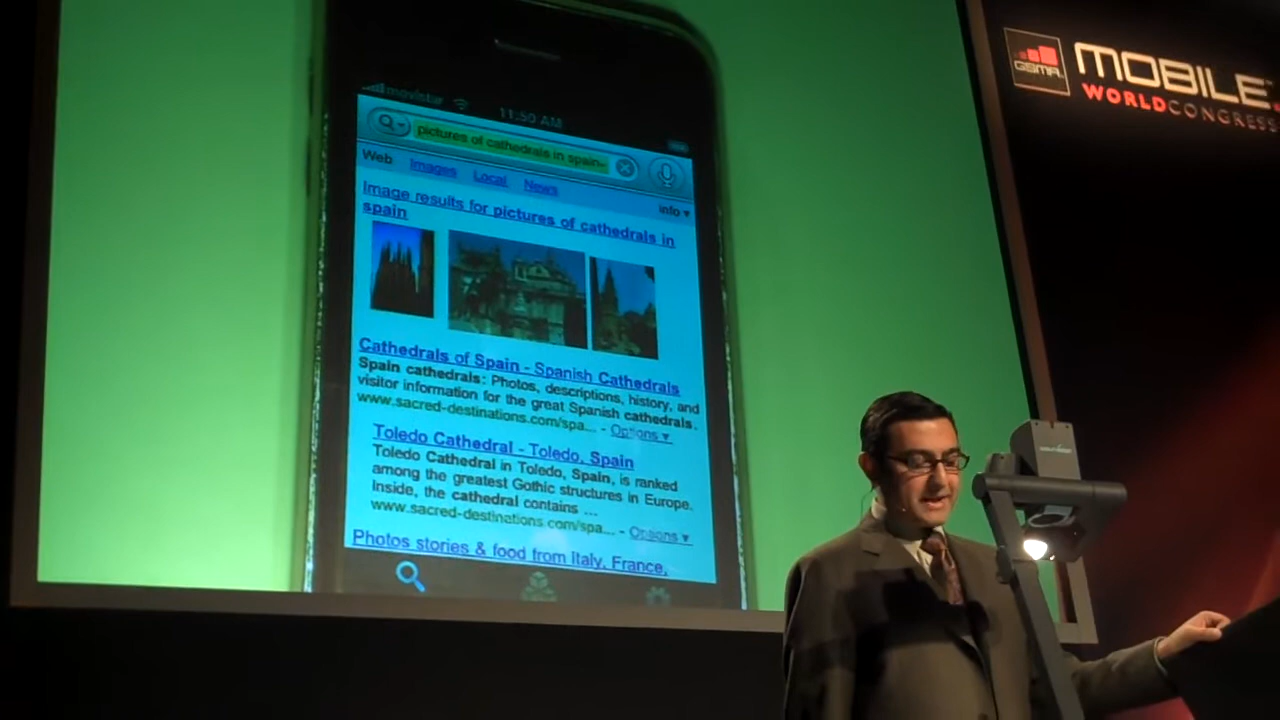 movistar
11:50 AM
pictures of cathedrals in spain
Web Images Local News
info
Image results for pictures of cathedrals in
spain
Cathedrals of Spain - Spanish Cathedrals
Spain cathedrals: Photos, descriptions, history, and
visitor information for the great Spanish cathedrals.
www.sacred-destinations.com/spa... - Options
Toledo Cathedral - Toledo, Spain
Toledo Cathedral in Toledo, Spain, is ranked
among the greatest Gothic structures in Europe.
Inside, the cathedral contains ...
www.sacred-destinations.com/spa... - Options
Photos stories & food from Italy, France,
GSMA
MOBILE
WORLDCONGRESS